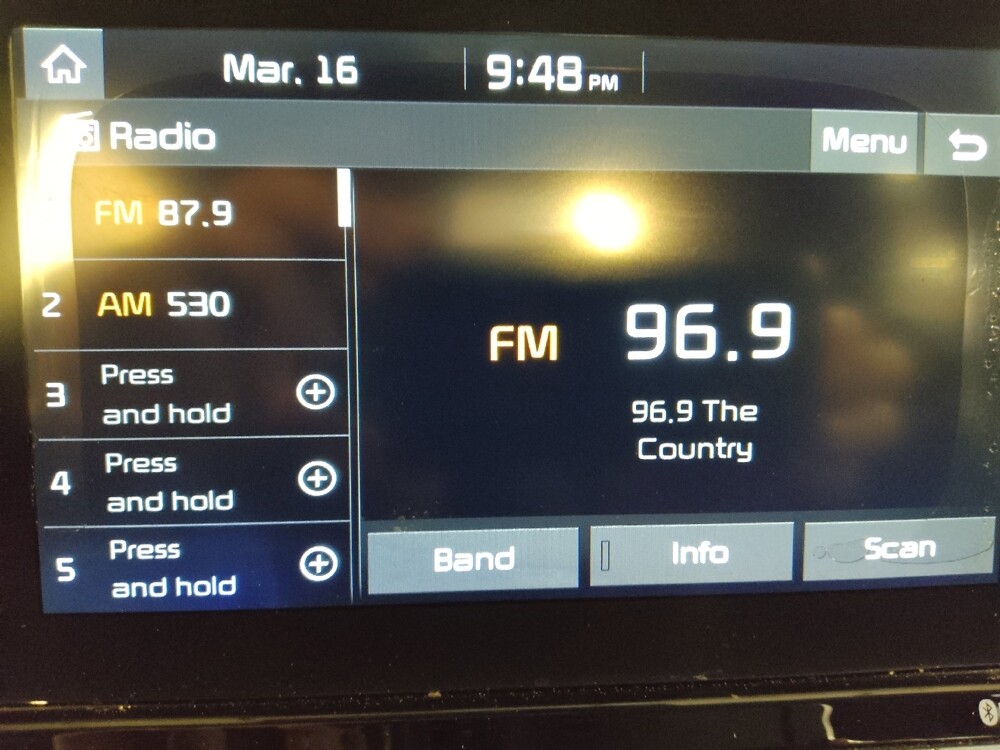 Mar. 16 9:48 PM
Radio Menu
FM 87.9
2 AM 530
3 Press
and hold
4 Press
and hold
5 Press
and hold
FM 96.9
96.9 The
Country
Band Info Scan